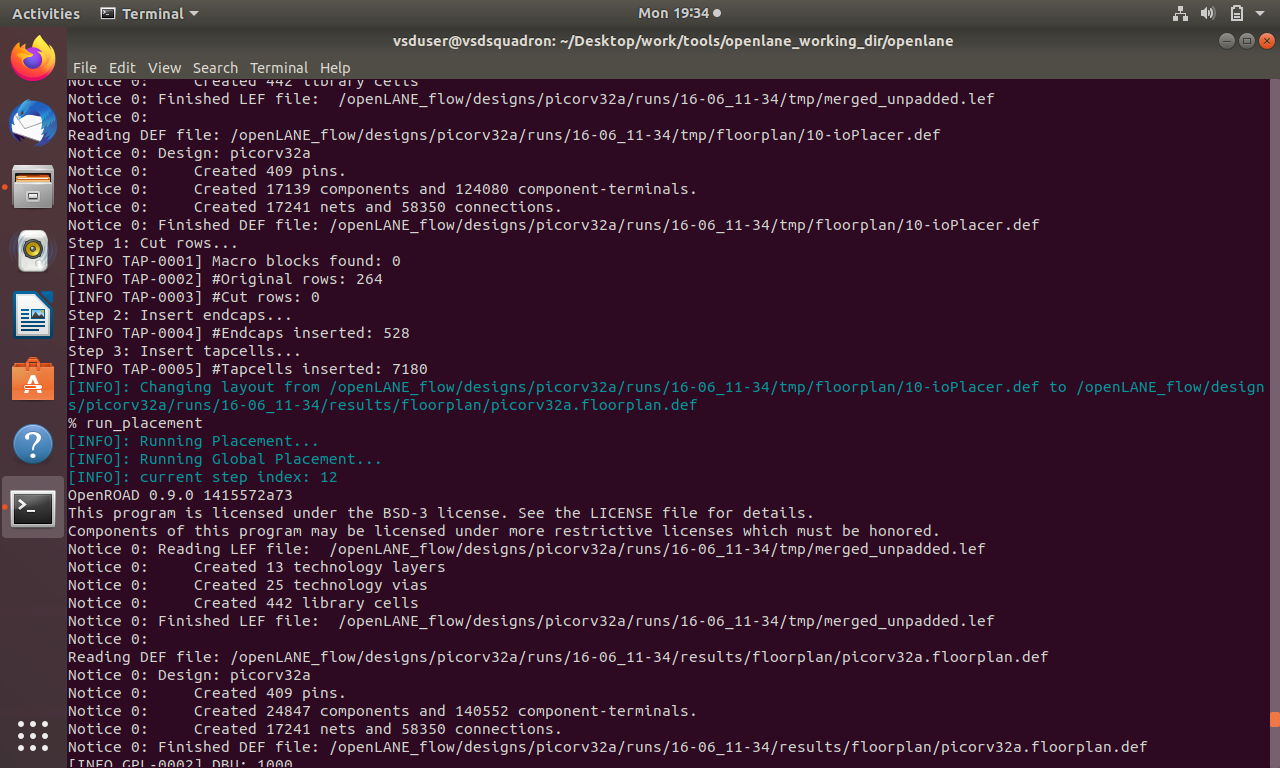 Activities Terminal Mon 19:34
vsduser@vsdsquadron: ~/Desktop/work/tools/openlane_working_dir/openlane
File Edit View Search Terminal Help
Notice 0:     Created 442 library cells
Notice 0: Finished LEF file:  /openLANE_flow/designs/picorv32a/runs/16-06_11-34/tmp/merged_unpadded.lef
Notice 0:
Reading DEF file: /openLANE_flow/designs/picorv32a/runs/16-06_11-34/tmp/floorplan/10-ioPlacer.def
Notice 0: Design: picorv32a
Notice 0:     Created 409 pins.
Notice 0:     Created 17139 components and 124080 component-terminals.
Notice 0:     Created 17241 nets and 58350 connections.
Notice 0: Finished DEF file: /openLANE_flow/designs/picorv32a/runs/16-06_11-34/tmp/floorplan/10-ioPlacer.def
Step 1: Cut rows...
[INFO TAP-0001] Macro blocks found: 0
[INFO TAP-0002] #Original rows: 264
[INFO TAP-0003] #Cut rows: 0
Step 2: Insert endcaps...
[INFO TAP-0004] #Endcaps inserted: 528
Step 3: Insert tapcells...
[INFO TAP-0005] #Tapcells inserted: 7180
[INFO]: Changing layout from /openLANE_flow/designs/picorv32a/runs/16-06_11-34/tmp/floorplan/10-ioPlacer.def to /openLANE_flow/design
s/picorv32a/runs/16-06_11-34/results/floorplan/picorv32a.floorplan.def
% run_placement
[INFO]: Running Placement...
[INFO]: Running Global Placement...
[INFO]: current step index: 12
OpenROAD 0.9.0 1415572a73
This program is licensed under the BSD-3 license. See the LICENSE file for details.
Components of this program may be licensed under more restrictive licenses which must be honored.
Notice 0: Reading LEF file:  /openLANE_flow/designs/picorv32a/runs/16-06_11-34/tmp/merged_unpadded.lef
Notice 0:     Created 13 technology layers
Notice 0:     Created 25 technology vias
Notice 0:     Created 442 library cells
Notice 0: Finished LEF file:  /openLANE_flow/designs/picorv32a/runs/16-06_11-34/tmp/merged_unpadded.lef
Notice 0:
Reading DEF file: /openLANE_flow/designs/picorv32a/runs/16-06_11-34/results/floorplan/picorv32a.floorplan.def
Notice 0: Design: picorv32a
Notice 0:     Created 409 pins.
Notice 0:     Created 24847 components and 140552 component-terminals.
Notice 0:     Created 17241 nets and 58350 connections.
Notice 0: Finished DEF file: /openLANE_flow/designs/picorv32a/runs/16-06_11-34/results/floorplan/picorv32a.floorplan.def
[INFO GPL-0002] DBU: 1000